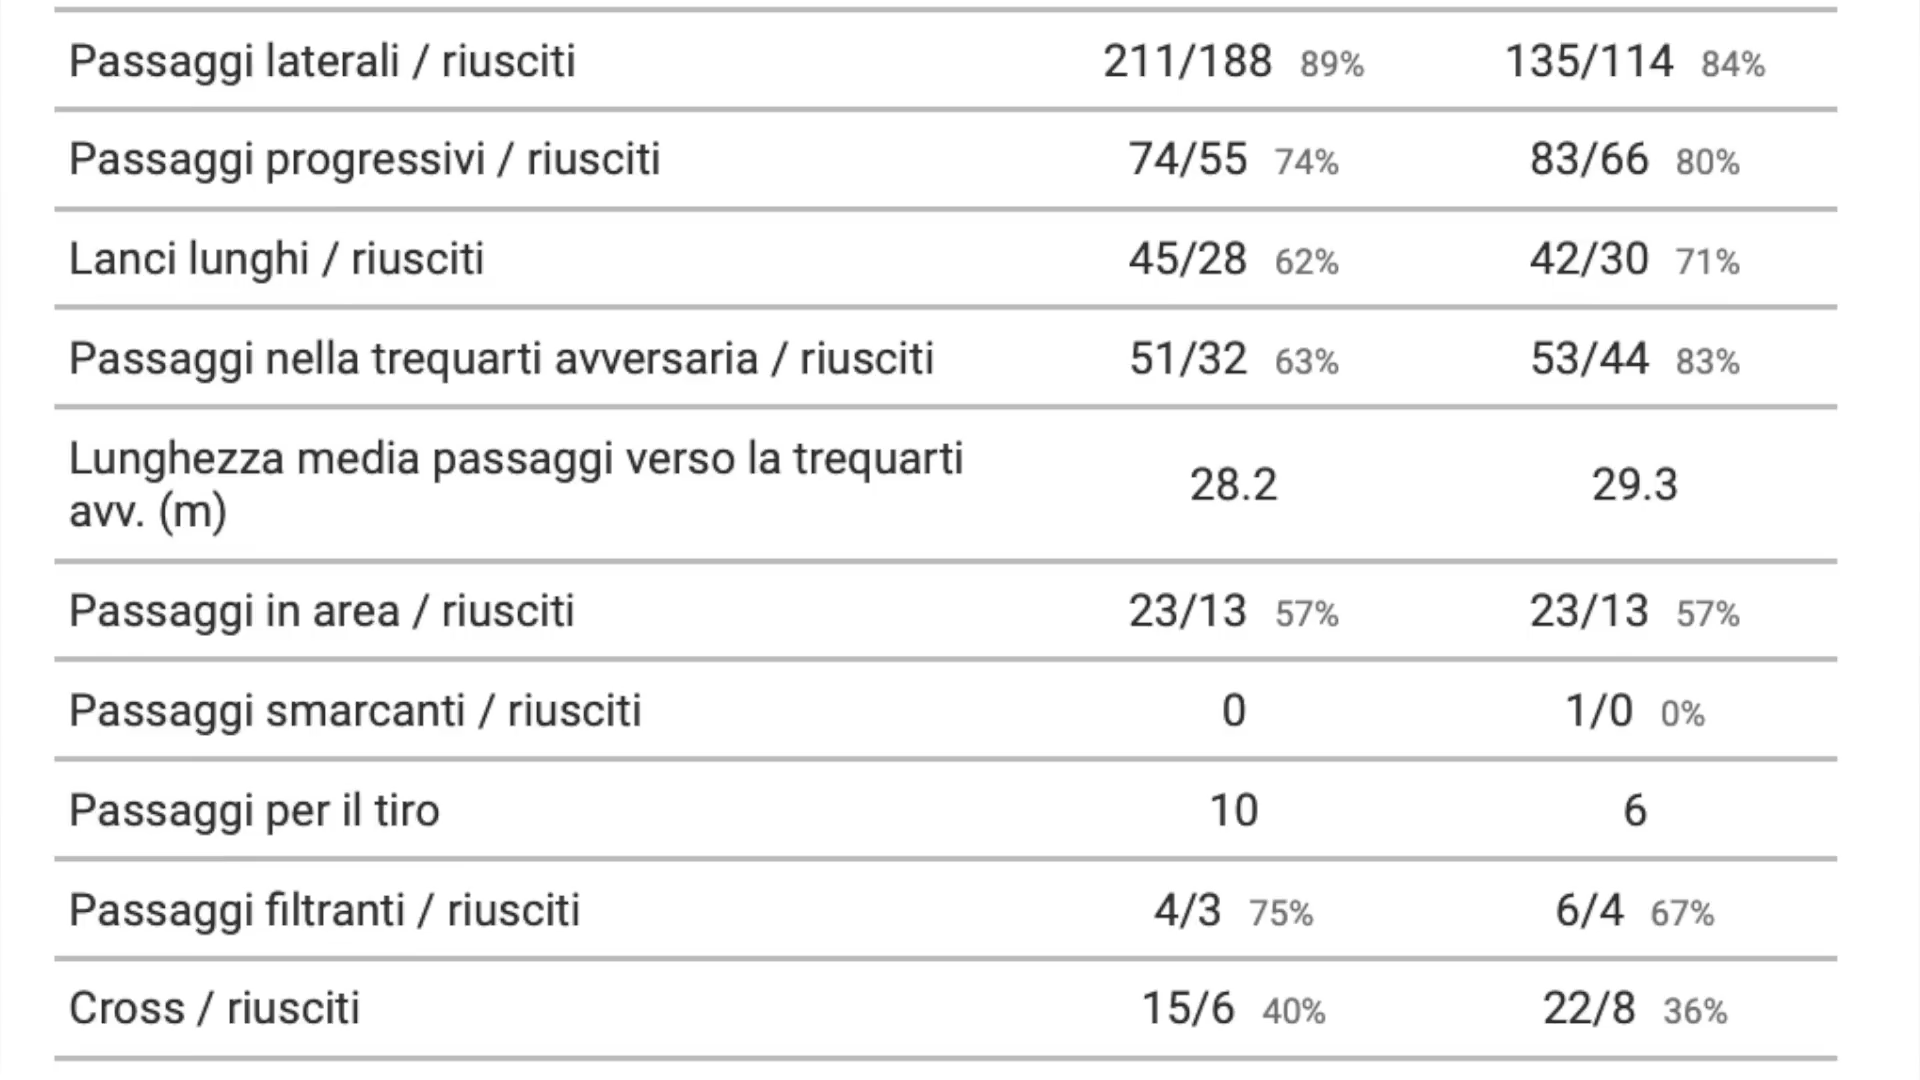 Passaggi laterali / riusciti 211/188 89% 135/114 84%
Passaggi progressivi / riusciti 74/55 74% 83/66 80%
Lanci lunghi / riusciti 45/28 62% 42/30 71%
Passaggi nella trequarti avversaria / riusciti 51/32 63% 53/44 83%
Lunghezza media passaggi verso la trequarti
avv. (m) 28.2 29.3
Passaggi in area / riusciti 23/13 57% 23/13 57%
Passaggi smarcanti / riusciti 0 1/0 0%
Passaggi per il tiro 10 6
Passaggi filtranti / riusciti 4/3 75% 6/4 67%
Cross / riusciti 15/6 40% 22/8 36%